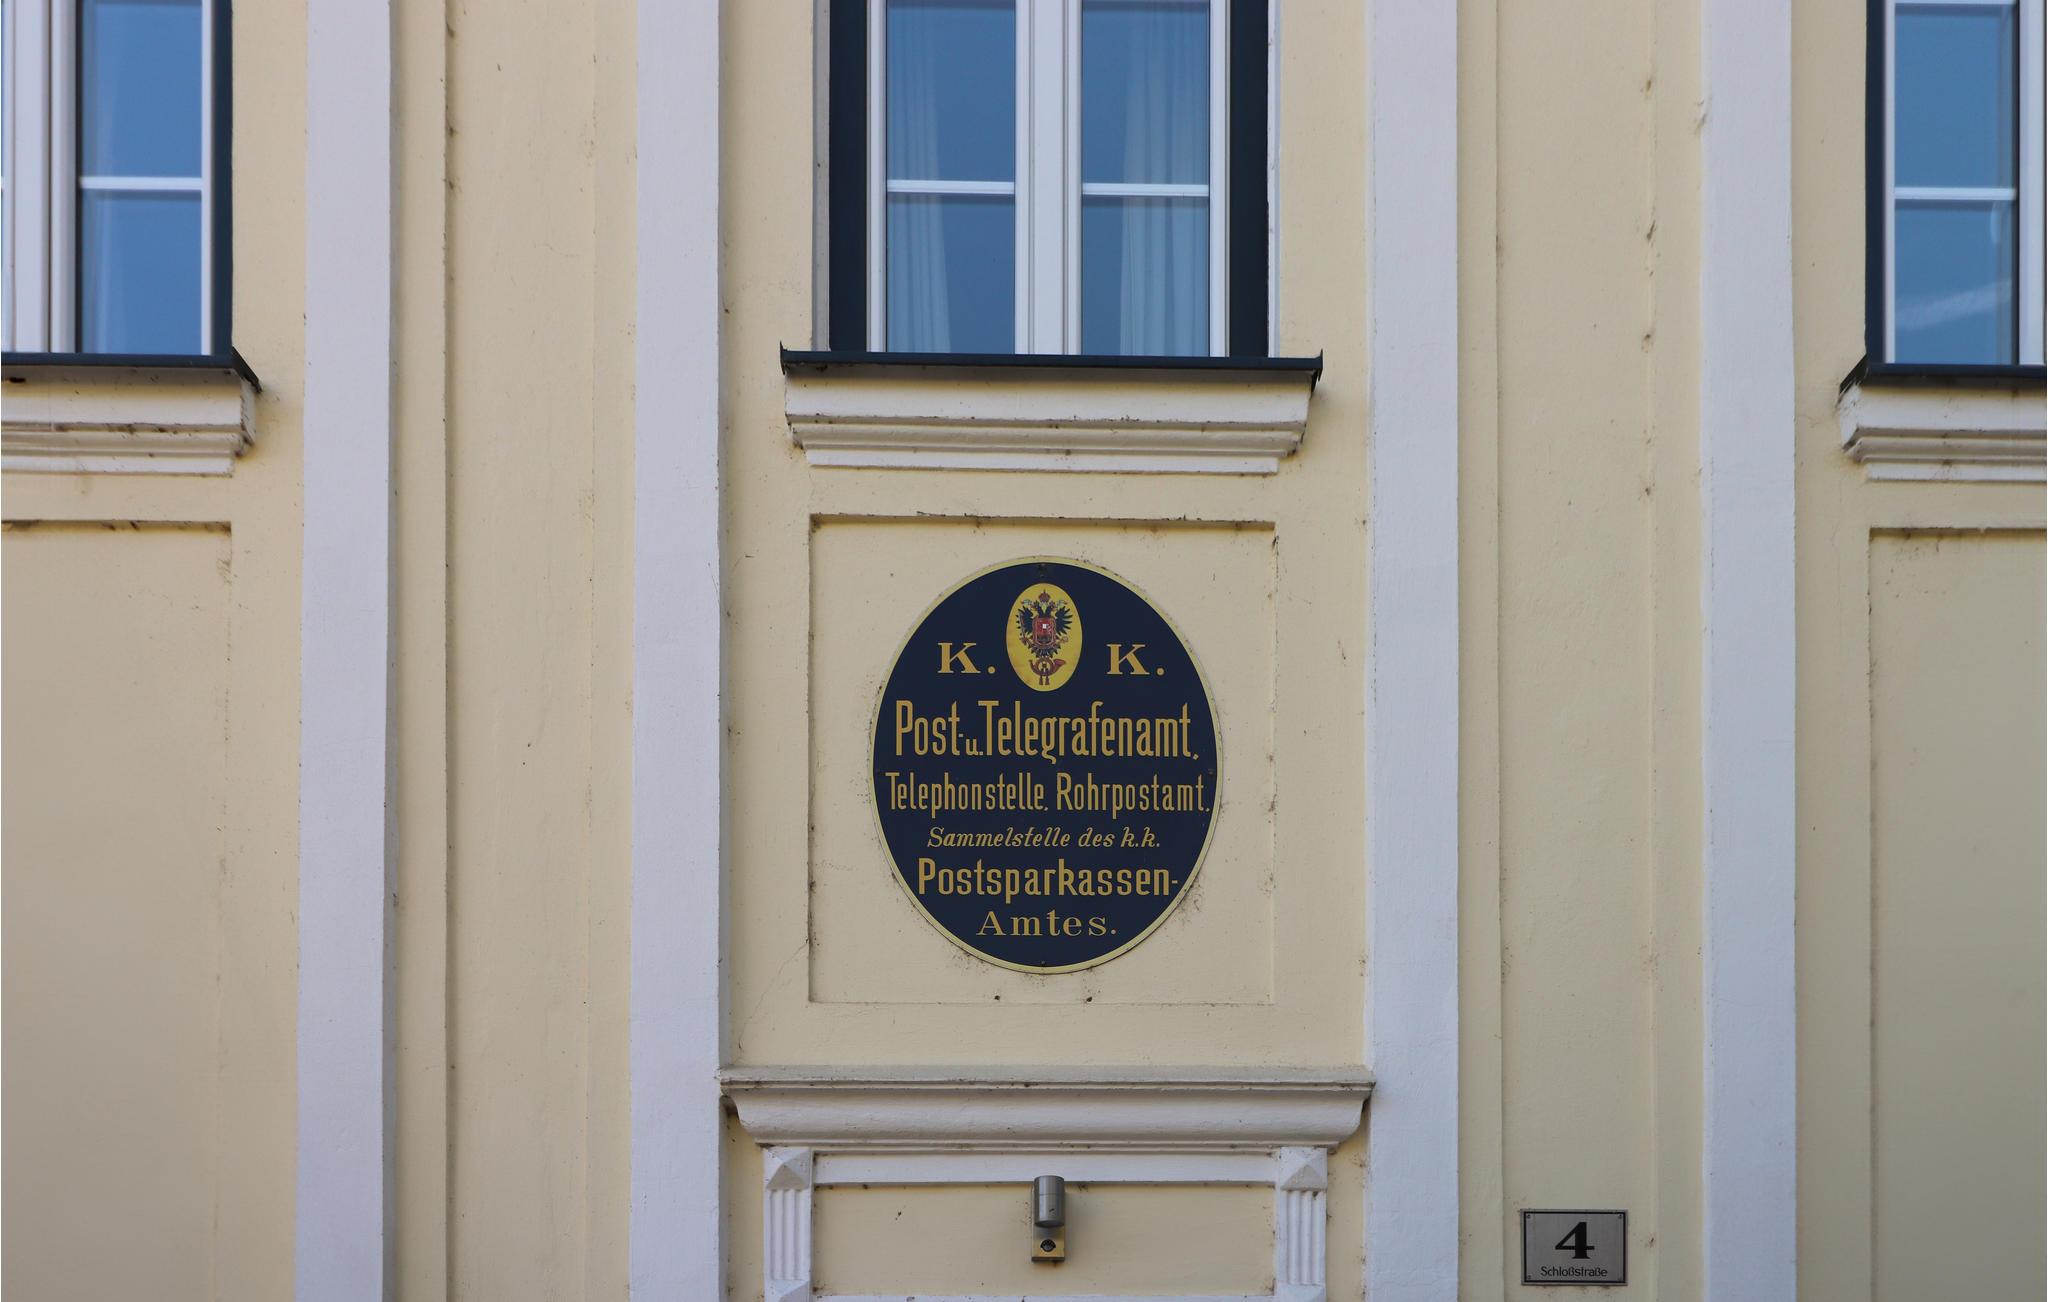 K. K.
Post- u. Telegrafenamt,
Telephonstelle, Rohrpostamt.
Sammelstelle des k.k.
Postsparkassen-
Amtes.
4
Schloßstraße